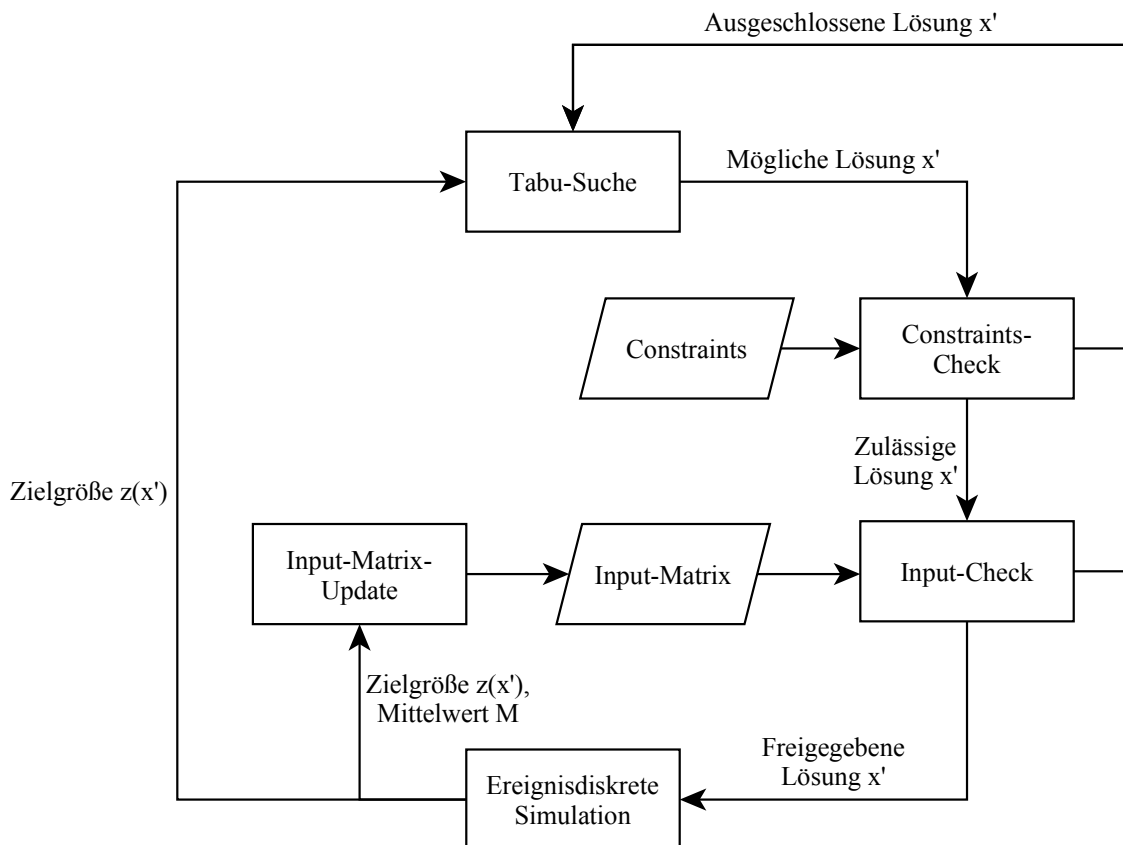 Ausgeschlossene Lösung x'
Tabu-Suche
Mögliche Lösung x'
Constraints
Constraints-
Check
Zulässige
Lösung x'
Zielgröße z(x')
Input-Matrix-
Update
Input-Matrix
Input-Check
Zielgröße z(x'),
Mittelwert M
Freigegebene
Lösung x'
Ereignisdiskrete
Simulation